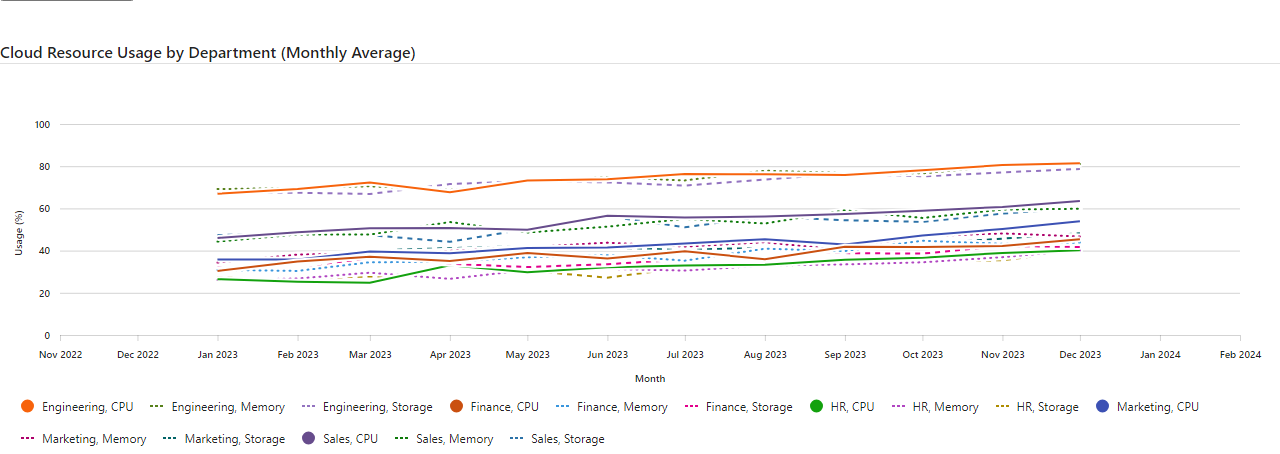 Cloud Resource Usage by Department (Monthly Average)
100
80
60
40
20
0
Usage (%)
Nov 2022 Dec 2022 Jan 2023 Feb 2023 Mar 2023 Apr 2023 May 2023 Jun 2023 Jul 2023 Aug 2023 Sep 2023 Oct 2023 Nov 2023 Dec 2023 Jan 2024 Feb 2024
Month
Engineering, CPU Engineering, Memory Engineering, Storage Finance, CPU Finance, Memory Finance, Storage HR, CPU HR, Memory HR, Storage Marketing, CPU
Marketing, Memory Marketing, Storage Sales, CPU Sales, Memory Sales, Storage